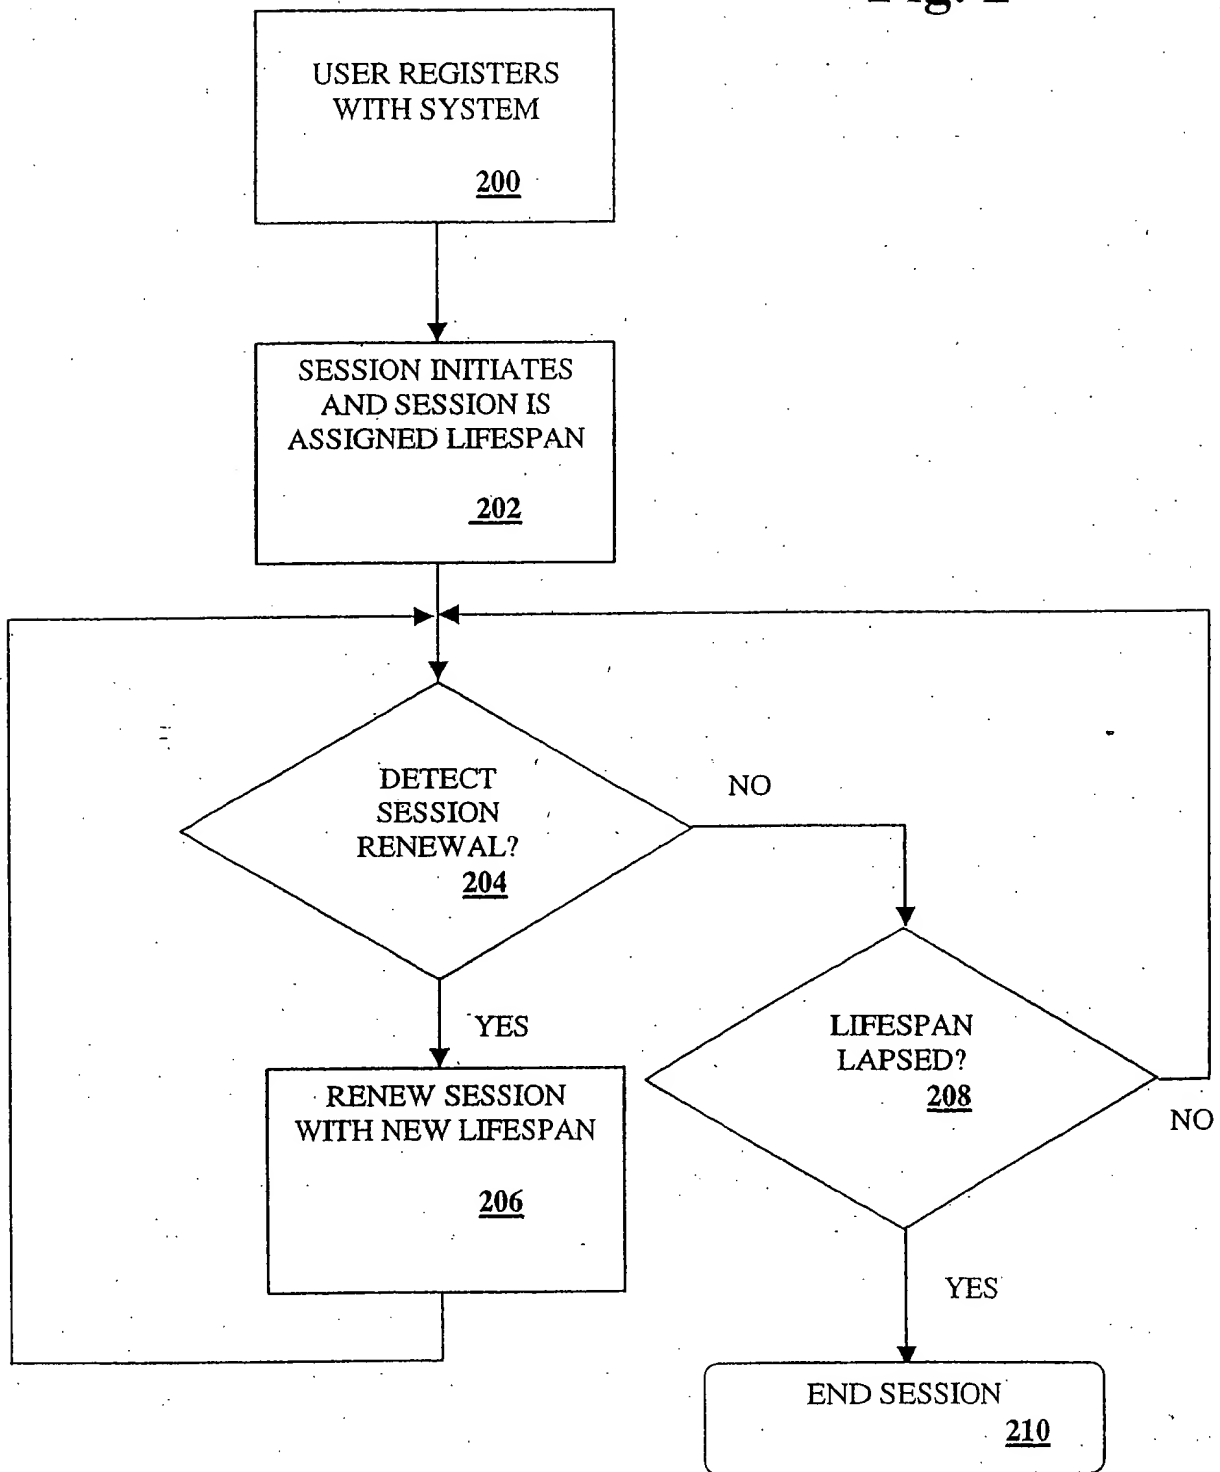 USER REGISTERS
WITH SYSTEM
200
SESSION INITIATES
AND SESSION IS
ASSIGNED LIFESPAN
202
DETECT
SESSION
RENEWAL?
204
NO
YES
RENEW SESSION
WITH NEW LIFESPAN
206
LIFESPAN
LAPSED?
208
NO
YES
END SESSION
210